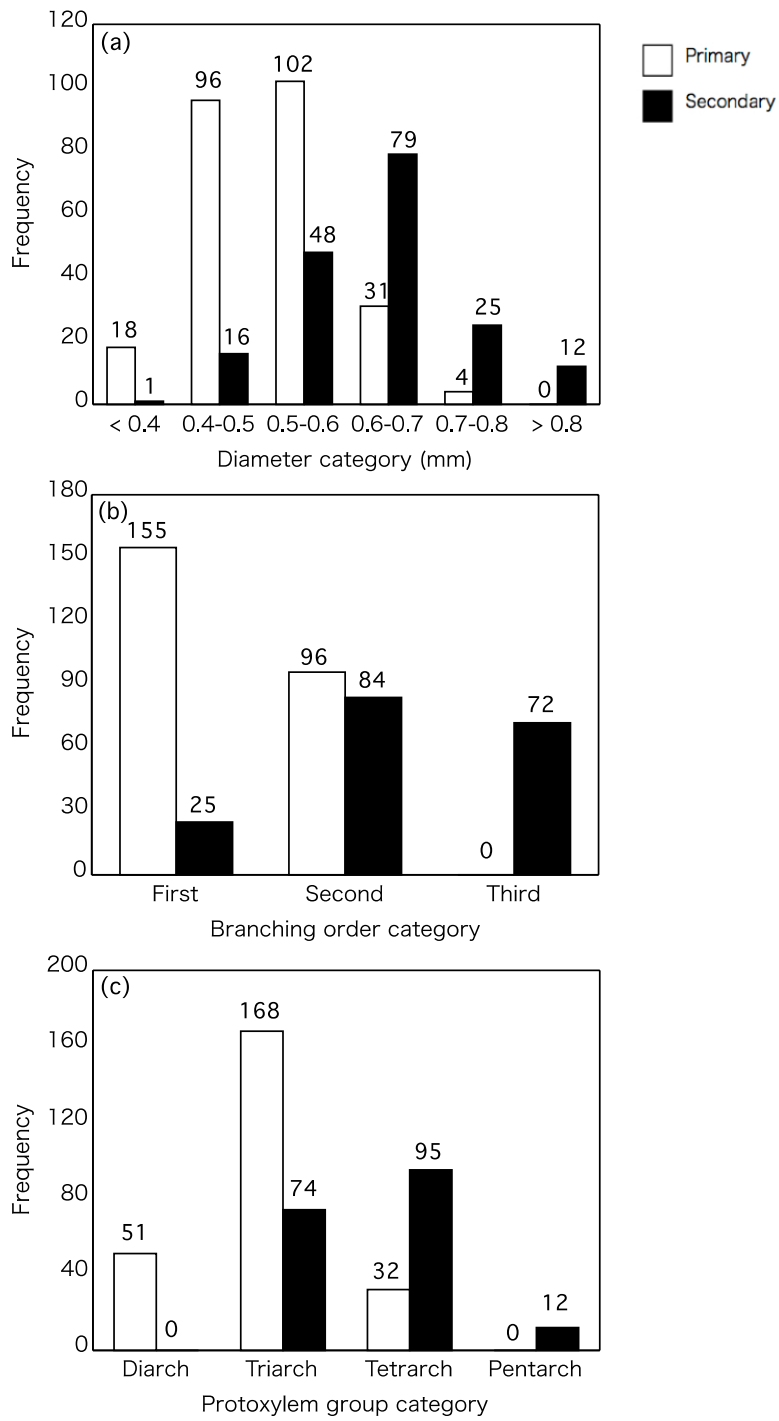 (a)
Primary
Secondary
Frequency
120
100
80
60
40
20
0
18
1
96
16
102
48
31
79
4
25
0
12
< 0.4
0.4-0.5
0.5-0.6
0.6-0.7
0.7-0.8
> 0.8
Diameter category (mm)
(b)
Frequency
180
150
120
90
60
30
0
155
25
96
84
0
72
First
Second
Third
Branching order category
(c)
Frequency
200
160
120
80
40
0
51
0
168
74
32
95
0
12
Diarch
Triarch
Tetrarch
Pentarch
Protoxylem group category